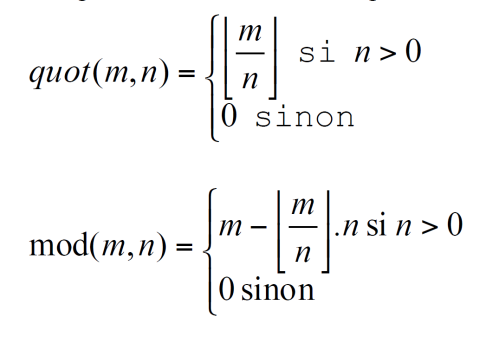 quot(m,n) = { ⌊m/n⌋ si n > 0
0 sinon
mod(m,n) = { m − ⌊m/n⌋.n si n > 0
0 sinon